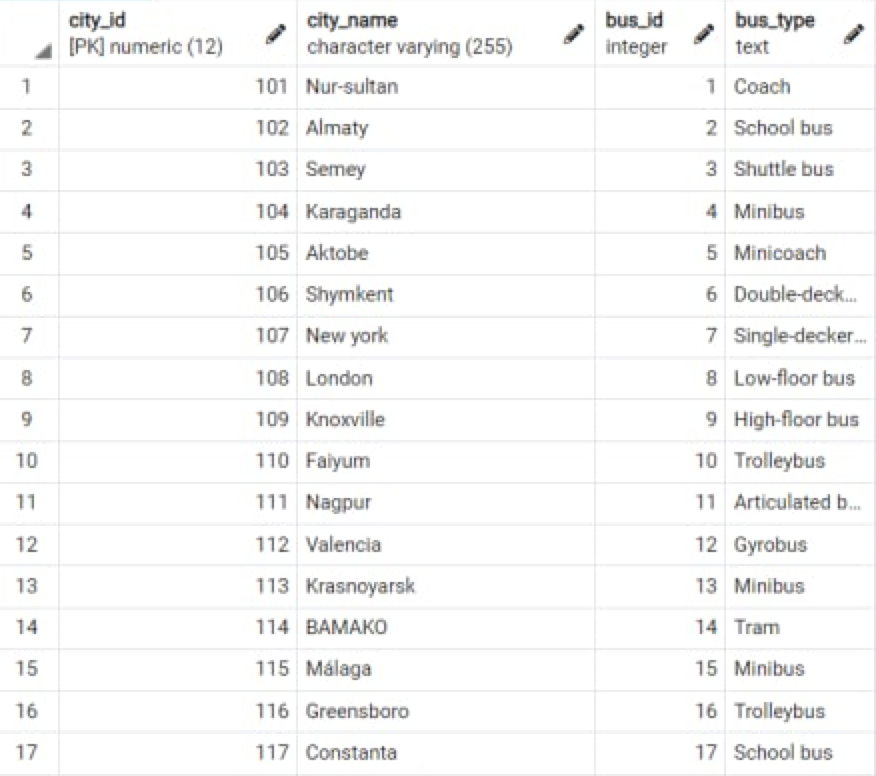 city_id city_name bus_id bus_type
[PK] numeric (12) character varying (255) integer text
1 101 Nur-sultan 1 Coach
2 102 Almaty 2 School bus
3 103 Semey 3 Shuttle bus
4 104 Karaganda 4 Minibus
5 105 Aktobe 5 Minicoach
6 106 Shymkent 6 Double-deck...
7 107 New york 7 Single-decker...
8 108 London 8 Low-floor bus
9 109 Knoxville 9 High-floor bus
10 110 Faiyum 10 Trolleybus
11 111 Nagpur 11 Articulated b...
12 112 Valencia 12 Gyrobus
13 113 Krasnoyarsk 13 Minibus
14 114 BAMAKO 14 Tram
15 115 Málaga 15 Minibus
16 116 Greensboro 16 Trolleybus
17 117 Constanta 17 School bus